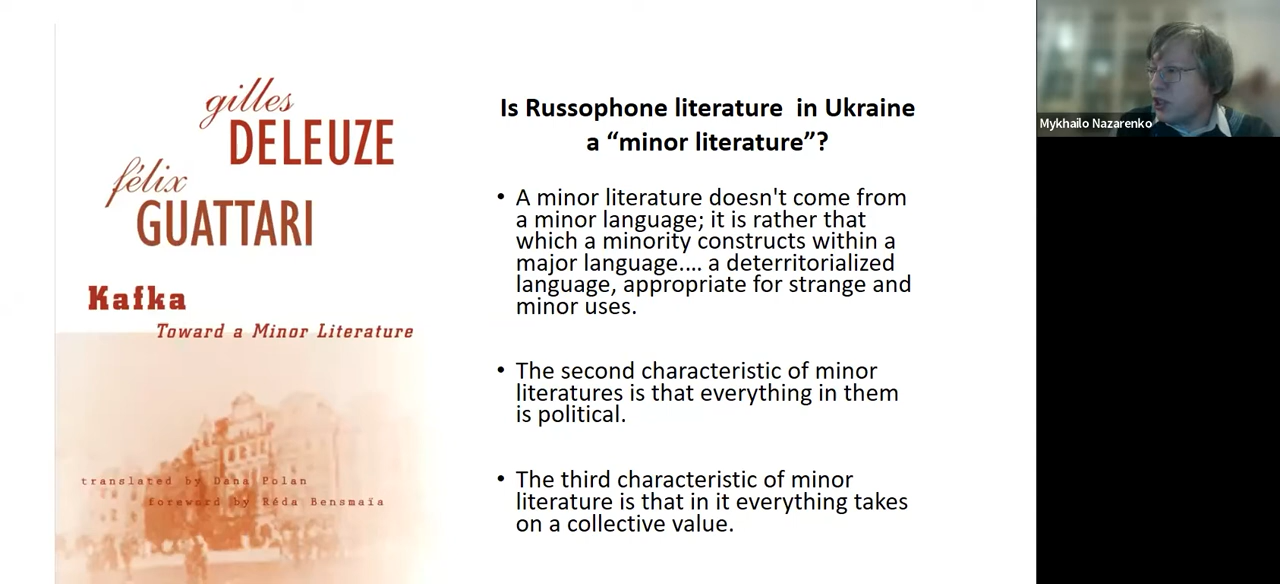 gilles
DELEUZE
félix
GUATTARI
Kafka
Toward a Minor Literature
translated by Dana Polan
foreword by Réda Bensmaïa
Is Russophone literature in Ukraine
a “minor literature”?
• A minor literature doesn't come from
a minor language; it is rather that
which a minority constructs within a
major language.... a deterritorialized
language, appropriate for strange and
minor uses.
• The second characteristic of minor
literatures is that everything in them
is political.
• The third characteristic of minor
literature is that in it everything takes
on a collective value.
Mykhailo Nazarenko